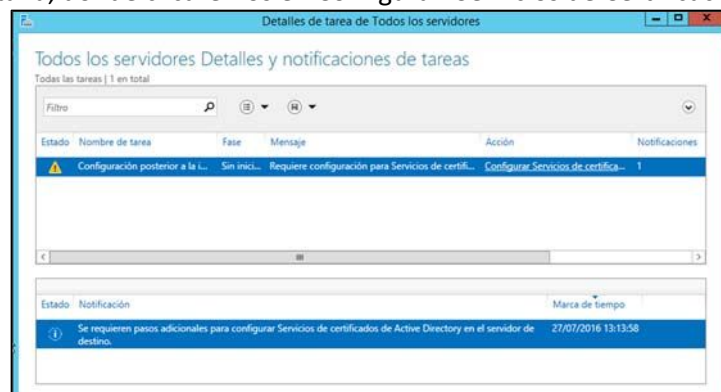 Detalles de tarea de Todos los servidores
Todos los servidores Detalles y notificaciones de tareas
Todas las tareas | 1 en total
Filtro
Estado Nombre de tarea Fase Mensaje Acción Notificaciones
Configuración posterior a la i... Sin inici... Requiere configuración para Servicios de certifi... Configurar Servicios de certifica... 1
Estado Notificación Marca de tiempo
Se requieren pasos adicionales para configurar Servicios de certificados de Active Directory en el servidor de 27/07/2016 13:13:58
destino.